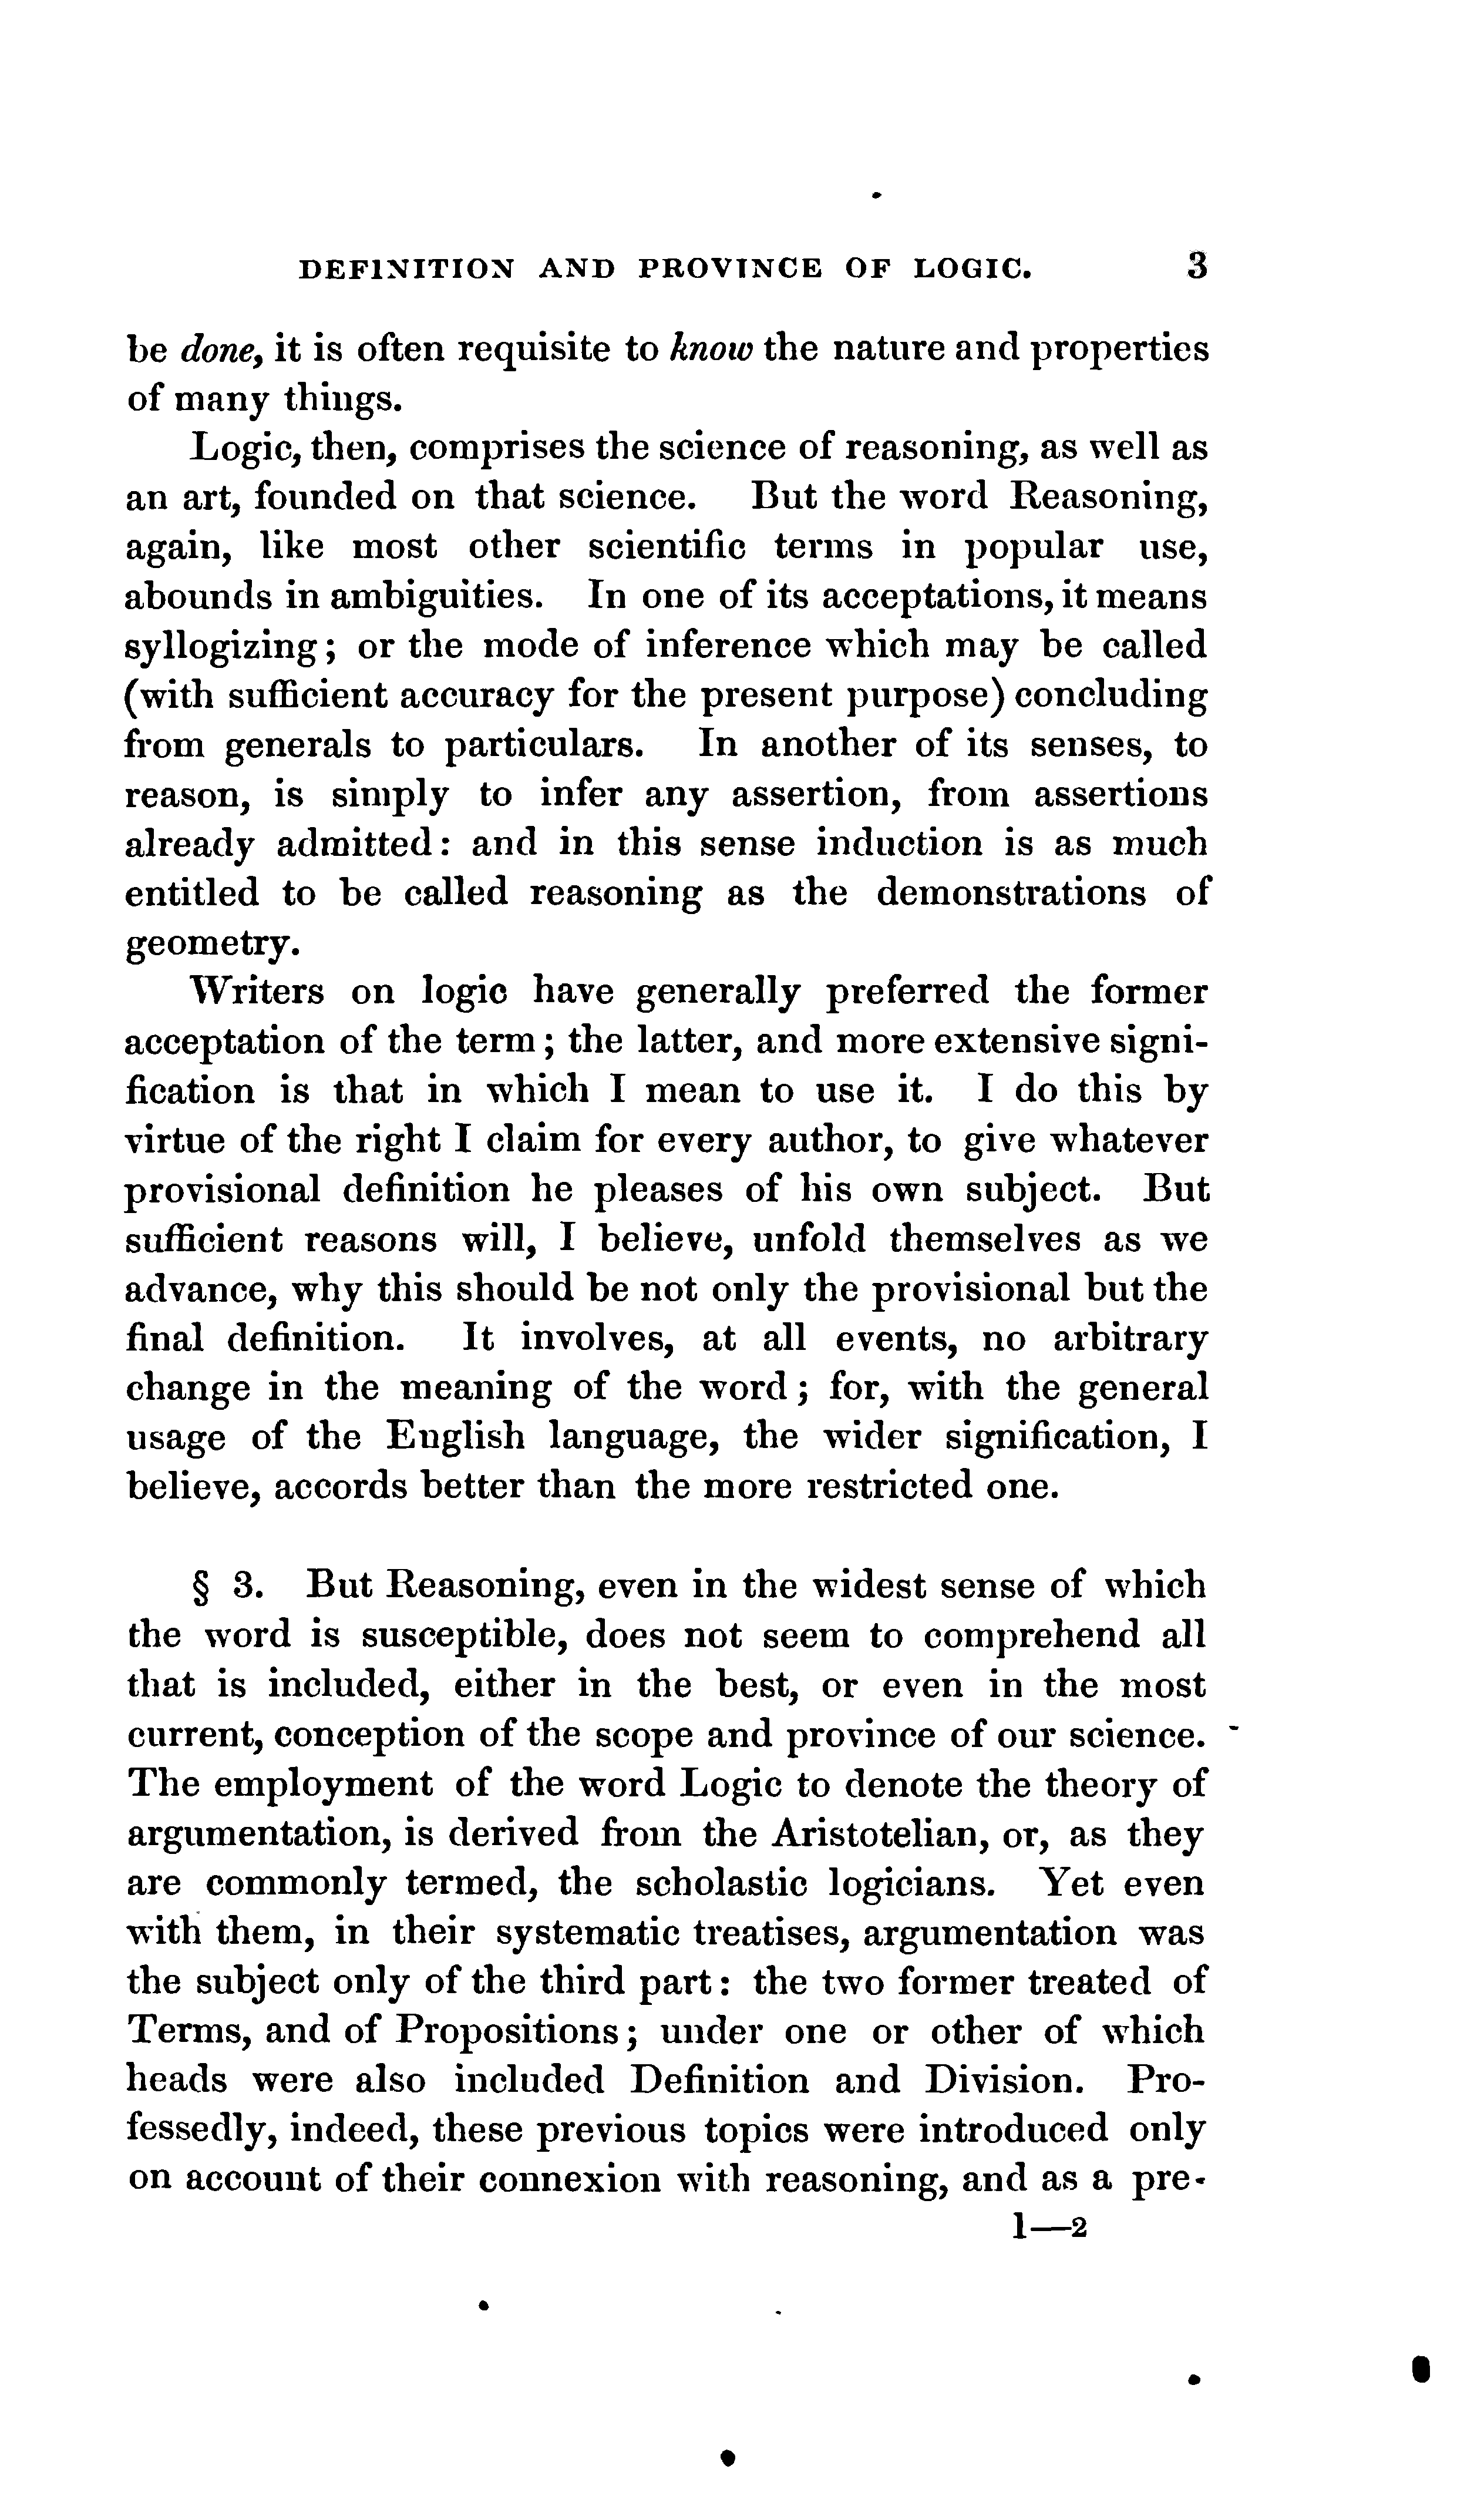 DEFINITION AND PROVINCE OF LOGIC. 3
be done, it is often requisite to know the nature and properties
of many things.
Logic, then, comprises the science of reasoning, as well as
an art, founded on that science. But the word Reasoning,
again, like most other scientific terms in popular use,
abounds in ambiguities. In one of its acceptations, it means
syllogizing; or the mode of inference which may be called
(with sufficient accuracy for the present purpose) concluding
from generals to particulars. In another of its senses, to
reason, is simply to infer any assertion, from assertions
already admitted: and in this sense induction is as much
entitled to be called reasoning as the demonstrations of
geometry.
Writers on logic have generally preferred the former
acceptation of the term; the latter, and more extensive signi-
fication is that in which I mean to use it. I do this by
virtue of the right I claim for every author, to give whatever
provisional definition he pleases of his own subject. But
sufficient reasons will, I believe, unfold themselves as we
advance, why this should be not only the provisional but the
final definition. It involves, at all events, no arbitrary
change in the meaning of the word; for, with the general
usage of the English language, the wider signification, I
believe, accords better than the more restricted one.
§ 3. But Reasoning, even in the widest sense of which
the word is susceptible, does not seem to comprehend all
that is included, either in the best, or even in the most
current, conception of the scope and province of our science.
The employment of the word Logic to denote the theory of
argumentation, is derived from the Aristotelian, or, as they
are commonly termed, the scholastic logicians. Yet even
with them, in their systematic treatises, argumentation was
the subject only of the third part: the two former treated of
Terms, and of Propositions; under one or other of which
heads were also included Definition and Division. Pro-
fessedly, indeed, these previous topics were introduced only
on account of their connexion with reasoning, and as a pre-
1—2